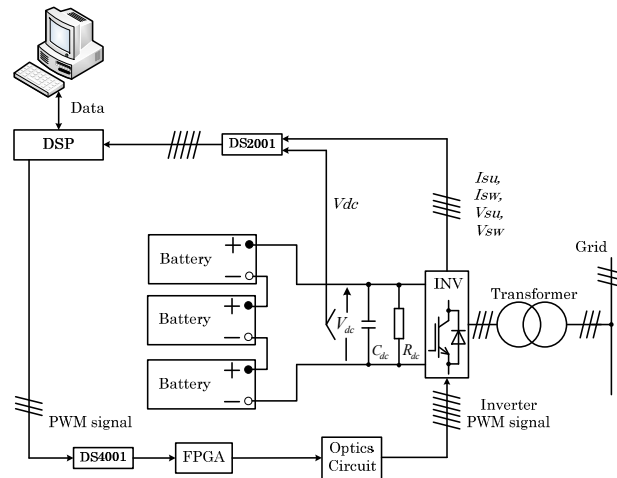 Data
DSP
DS2001
Isu,
Isw,
Vsu,
Vsw
Vdc
Grid
Battery
+
−
INV
Transformer
Battery
+
−
Vdc
Cdc
Rdc
Battery
+
−
PWM signal
Inverter
PWM signal
DS4001
FPGA
Optics
Circuit